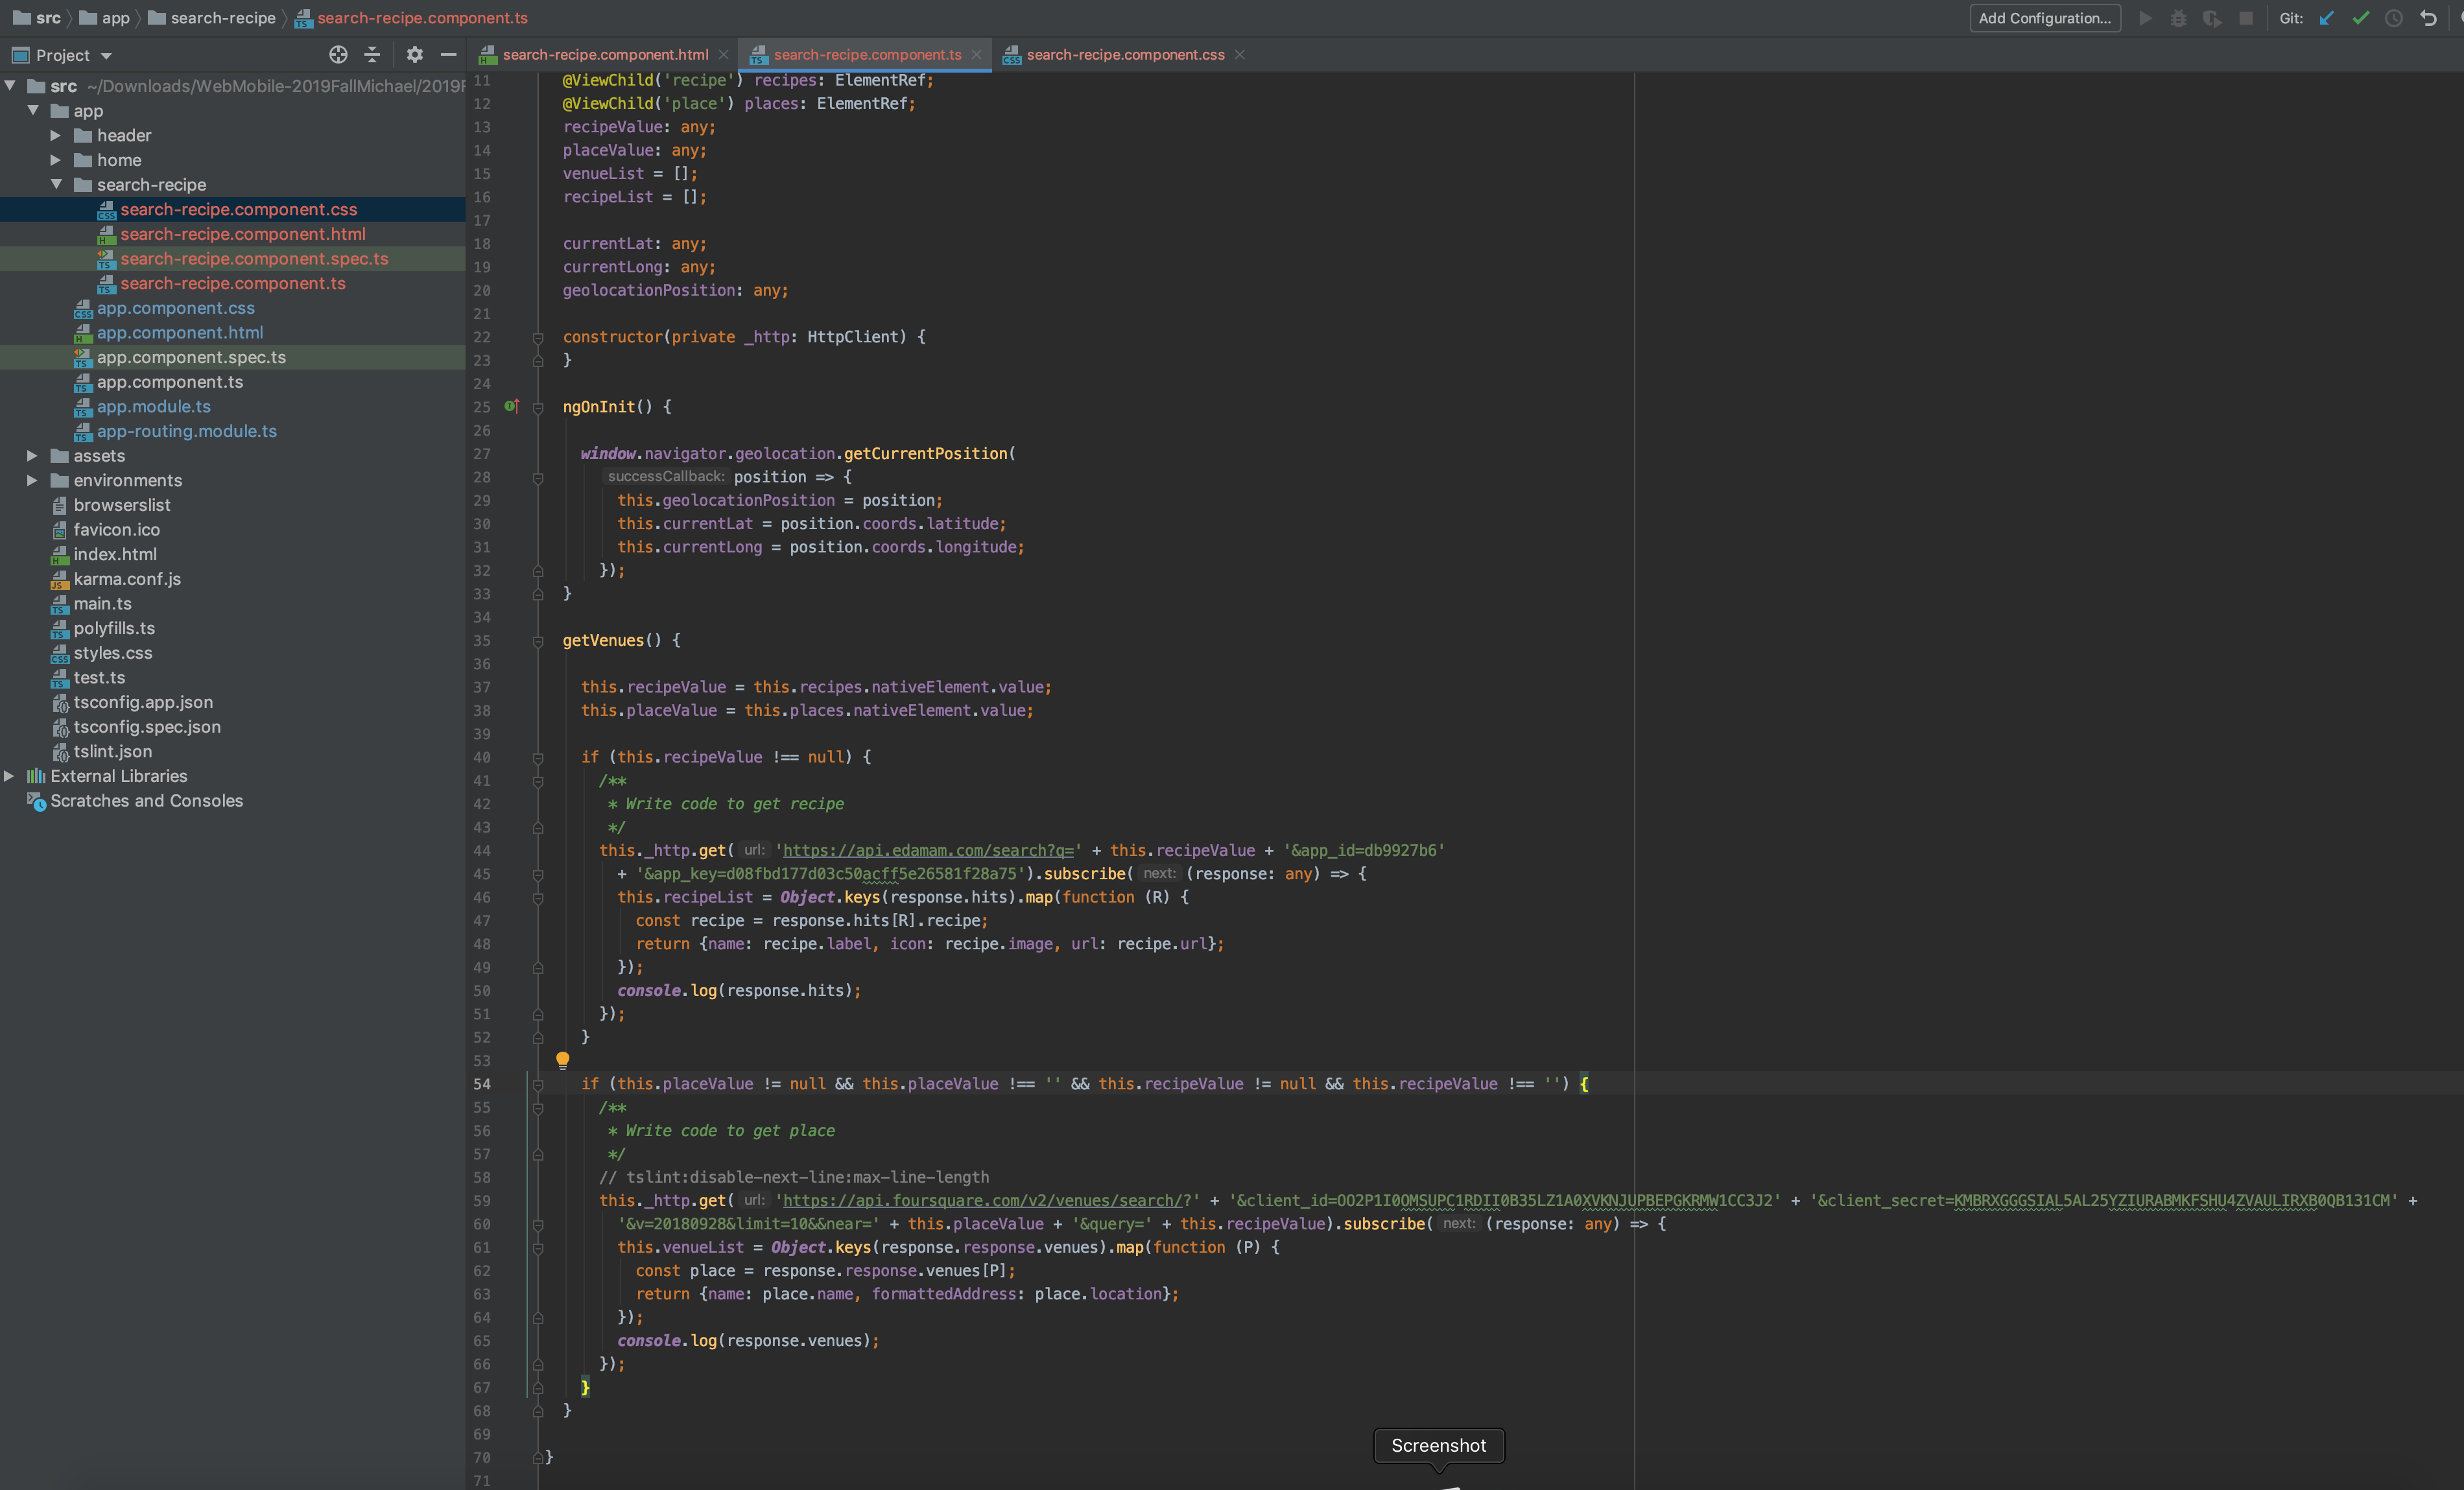 src app search-recipe search-recipe.component.ts Add Configuration... Git:
Project search-recipe.component.html search-recipe.component.ts search-recipe.component.css
src ~/Downloads/WebMobile-2019FallMichael/2019F
app
header
home
search-recipe
search-recipe.component.css
search-recipe.component.html
search-recipe.component.spec.ts
search-recipe.component.ts
app.component.css
app.component.html
app.component.spec.ts
app.component.ts
app.module.ts
app-routing.module.ts
assets
environments
browserslist
favicon.ico
index.html
karma.conf.js
main.ts
polyfills.ts
styles.css
test.ts
tsconfig.app.json
tsconfig.spec.json
tslint.json
External Libraries
Scratches and Consoles
11 @ViewChild('recipe') recipes: ElementRef;
12 @ViewChild('place') places: ElementRef;
13 recipeValue: any;
14 placeValue: any;
15 venueList = [];
16 recipeList = [];
17
18 currentLat: any;
19 currentLong: any;
20 geolocationPosition: any;
21
22 constructor(private _http: HttpClient) {
23 }
24
25 ngOnInit() {
26
27 window.navigator.geolocation.getCurrentPosition(
28 successCallback: position => {
29 this.geolocationPosition = position;
30 this.currentLat = position.coords.latitude;
31 this.currentLong = position.coords.longitude;
32 });
33 }
34
35 getVenues() {
36
37 this.recipeValue = this.recipes.nativeElement.value;
38 this.placeValue = this.places.nativeElement.value;
39
40 if (this.recipeValue !== null) {
41 /**
42 * Write code to get recipe
43 */
44 this._http.get( url: 'https://api.edamam.com/search?q=' + this.recipeValue + '&app_id=db9927b6'
45 + '&app_key=d08fbd177d03c50acff5e26581f28a75').subscribe( next: (response: any) => {
46 this.recipeList = Object.keys(response.hits).map(function (R) {
47 const recipe = response.hits[R].recipe;
48 return {name: recipe.label, icon: recipe.image, url: recipe.url};
49 });
50 console.log(response.hits);
51 });
52 }
53
54 if (this.placeValue != null && this.placeValue !== '' && this.recipeValue != null && this.recipeValue !== '') {
55 /**
56 * Write code to get place
57 */
58 // tslint:disable-next-line:max-line-length
59 this._http.get( url: 'https://api.foursquare.com/v2/venues/search/?' + '&client_id=OO2P1I0OMSUPC1RDII0B35LZ1A0XVKNJUPBEPGKRMW1CC3J2' + '&client_secret=KMBRXGGGSIAL5AL25YZIURABMKFSHU4ZVAULIRXB0QB131CM' +
60 '&v=20180928&limit=10&&near=' + this.placeValue + '&query=' + this.recipeValue).subscribe( next: (response: any) => {
61 this.venueList = Object.keys(response.response.venues).map(function (P) {
62 const place = response.response.venues[P];
63 return {name: place.name, formattedAddress: place.location};
64 });
65 console.log(response.venues);
66 });
67 }
68 }
69
70 }
71
Screenshot